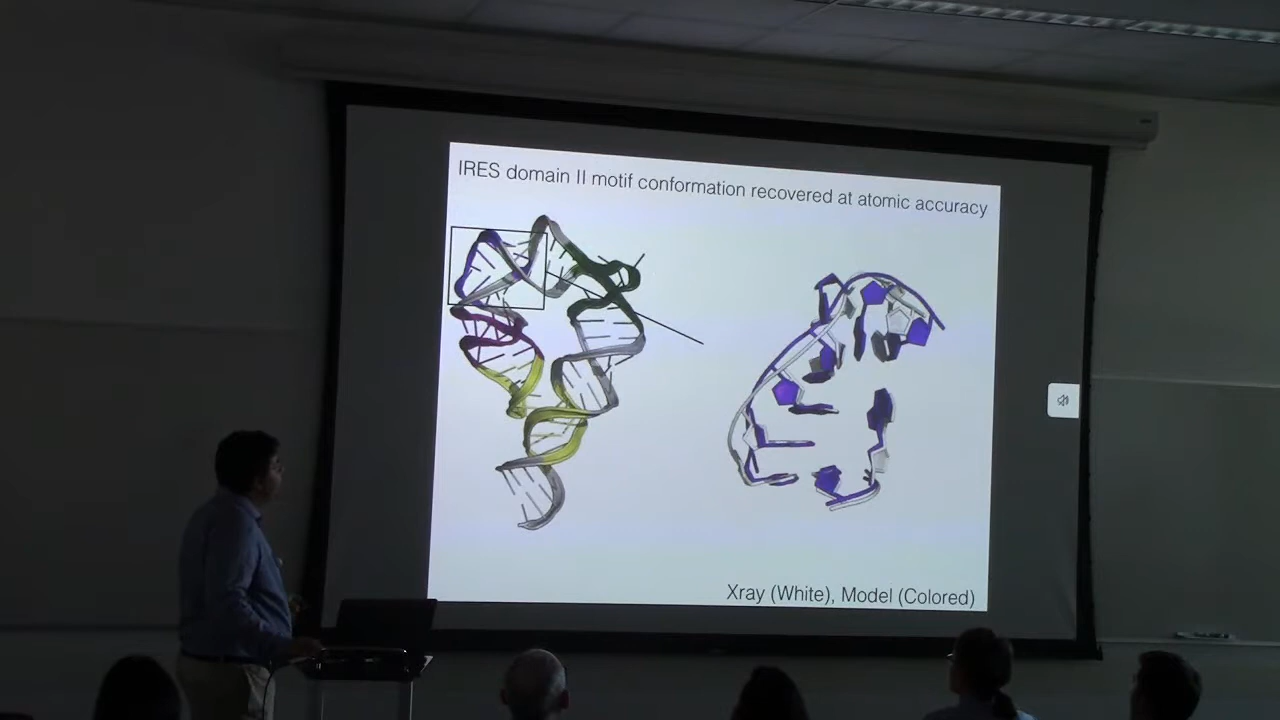 IRES domain II motif conformation recovered at atomic accuracy
Xray (White), Model (Colored)